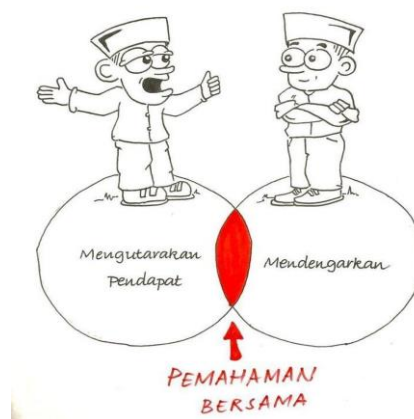 Mengutarakan
Pendapat
Mendengarkan
PEMAHAMAN
BERSAMA